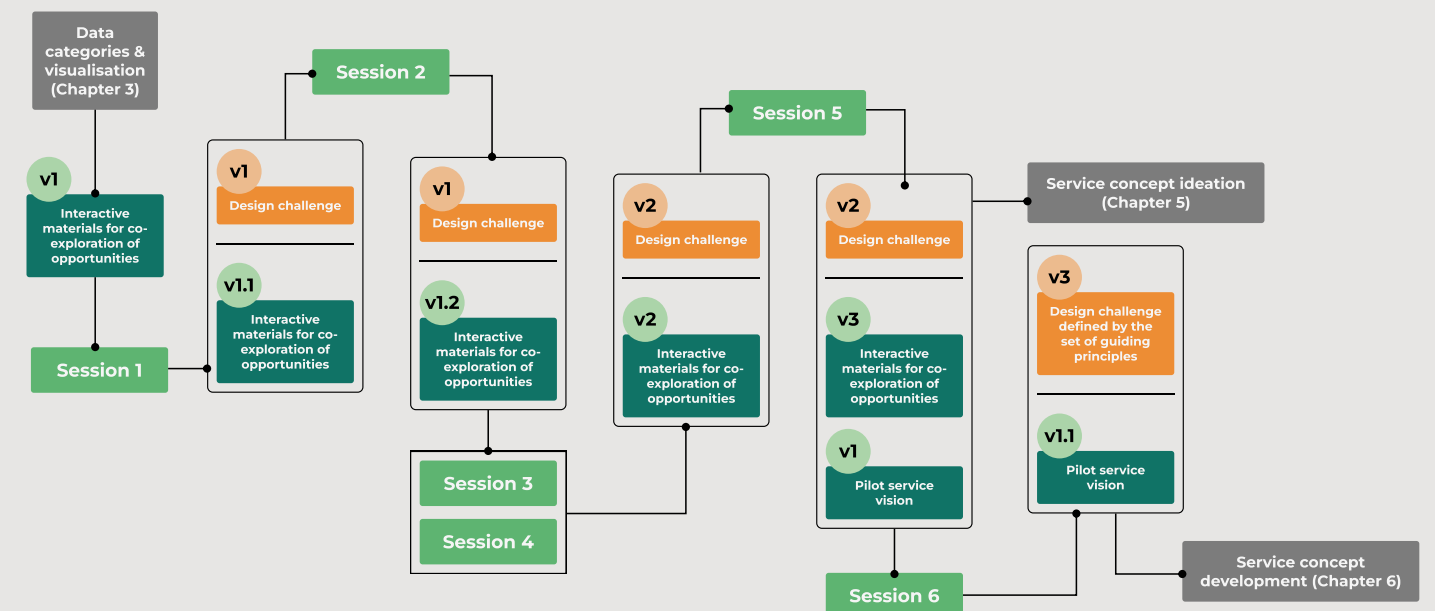 Data
categories &
visualisation
(Chapter 3)
v1
Interactive
materials for co-
exploration of
opportunities
Session 1
Session 2
v1
Design challenge
v1.1
Interactive
materials for co-
exploration of
opportunities
v1
Design challenge
v1.2
Interactive
materials for co-
exploration of
opportunities
Session 3
Session 4
v2
Design challenge
v2
Interactive
materials for co-
exploration of
opportunities
Session 5
v2
Design challenge
v3
Interactive
materials for co-
exploration of
opportunities
v1
Pilot service
vision
Session 6
Service concept ideation
(Chapter 5)
v3
Design challenge
defined by the
set of guiding
principles
v1.1
Pilot service
vision
Service concept
development (Chapter 6)